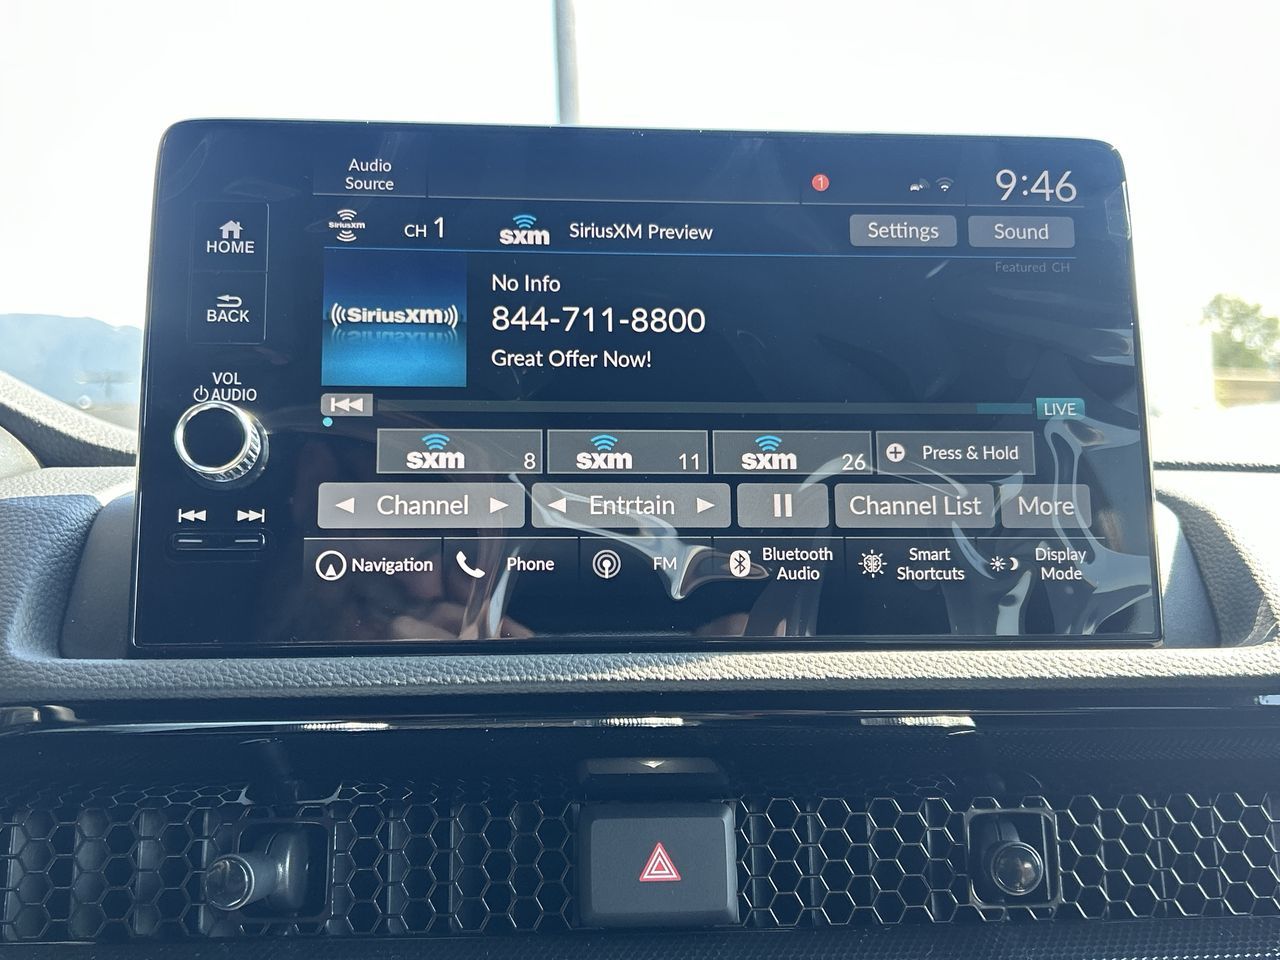 Audio
Source
1
9:46
HOME
BACK
VOL
AUDIO
SiriusXM
CH 1
sxm
SiriusXM Preview
Settings
Sound
Featured CH
((SiriusXM))
No Info
844-711-8800
Great Offer Now!
LIVE
sxm 8
sxm 11
sxm 26
Press & Hold
Channel
Entrtain
Channel List
More
Navigation
Phone
FM
Bluetooth
Audio
Smart
Shortcuts
Display
Mode